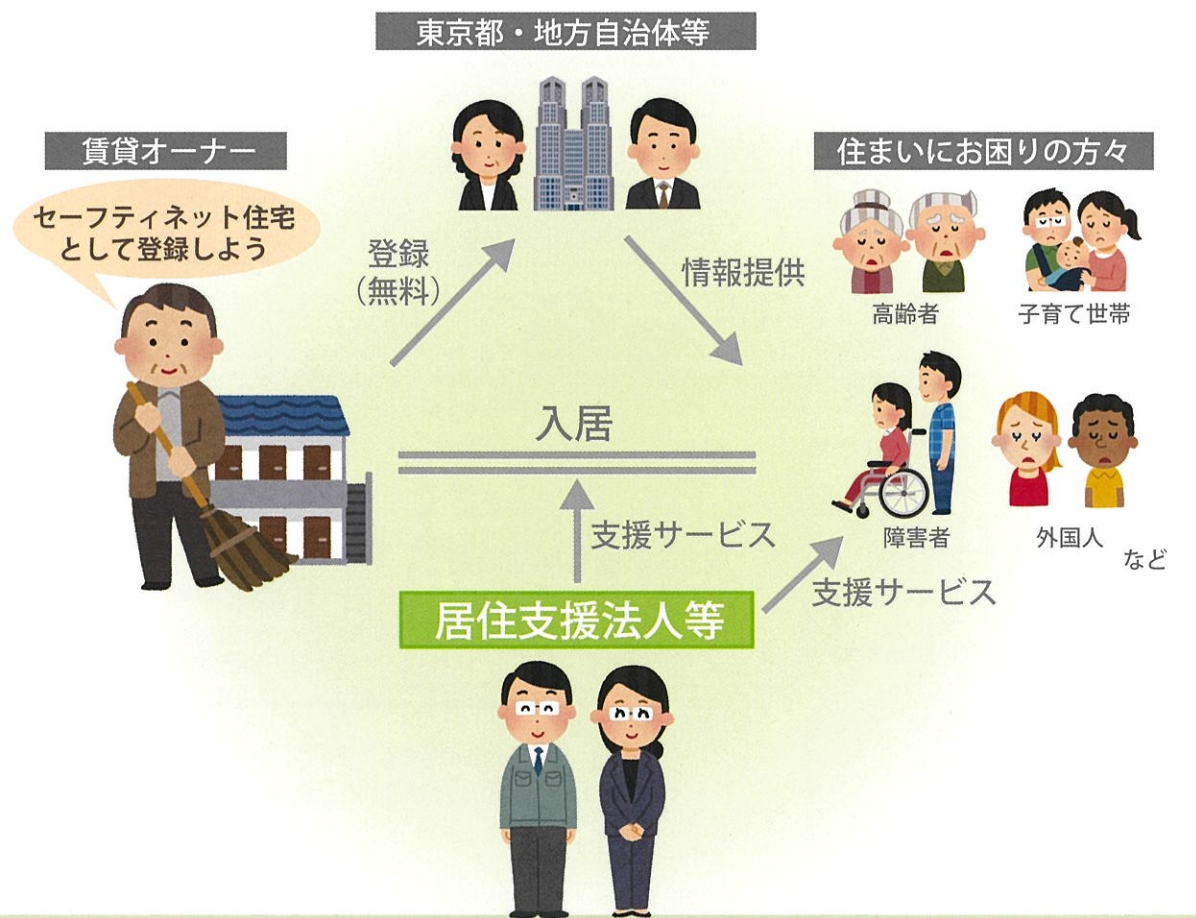 東京都・地方自治体等
賃貸オーナー
セーフティネット住宅
として登録しよう
登録
（無料）
情報提供
住まいにお困りの方々
高齢者
子育て世帯
入居
障害者
外国人
など
支援サービス
支援サービス
居住支援法人等